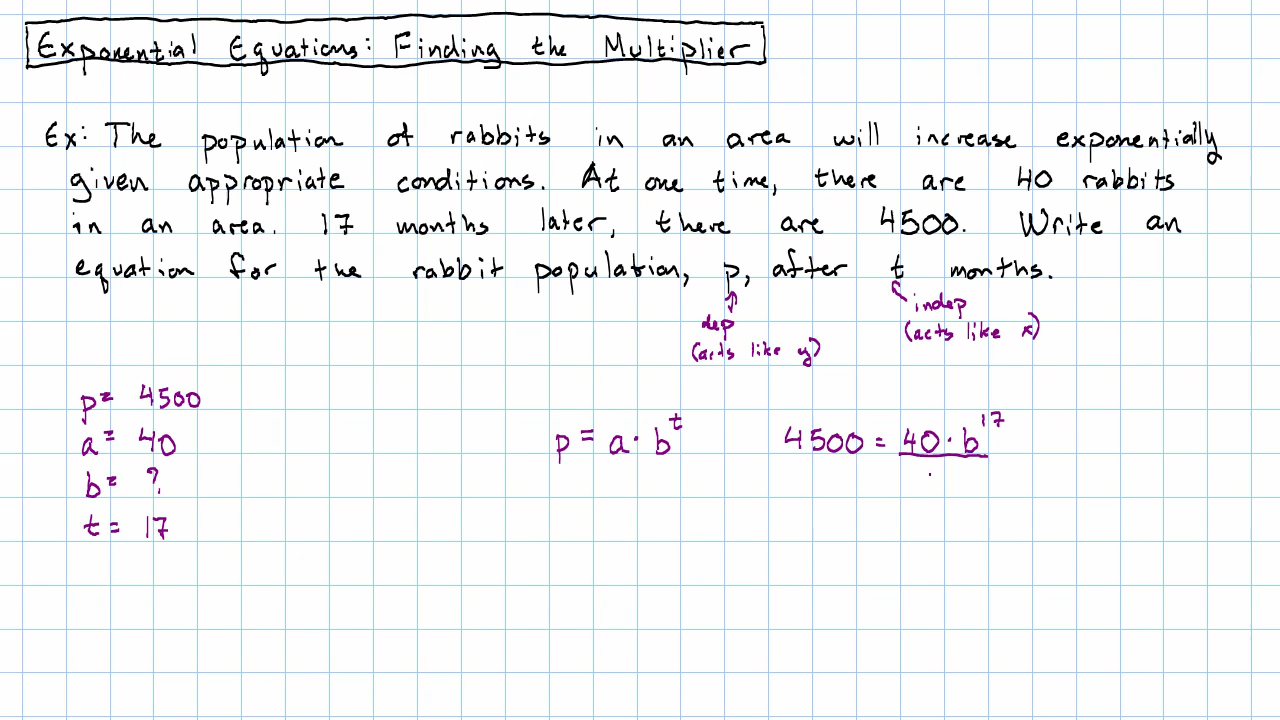 Exponential Equations: Finding the Multiplier
Ex: The population of rabbits in an area will increase exponentially
given appropriate conditions. At one time, there are 40 rabbits
in an area. 17 months later, there are 4500. Write an
equation for the rabbit population, p, after t months.
dep
(acts like y)
indep
(acts like x)
p = 4500
a = 40
b = ?
t = 17
p = a · b^t
4500 = 40 · b^17